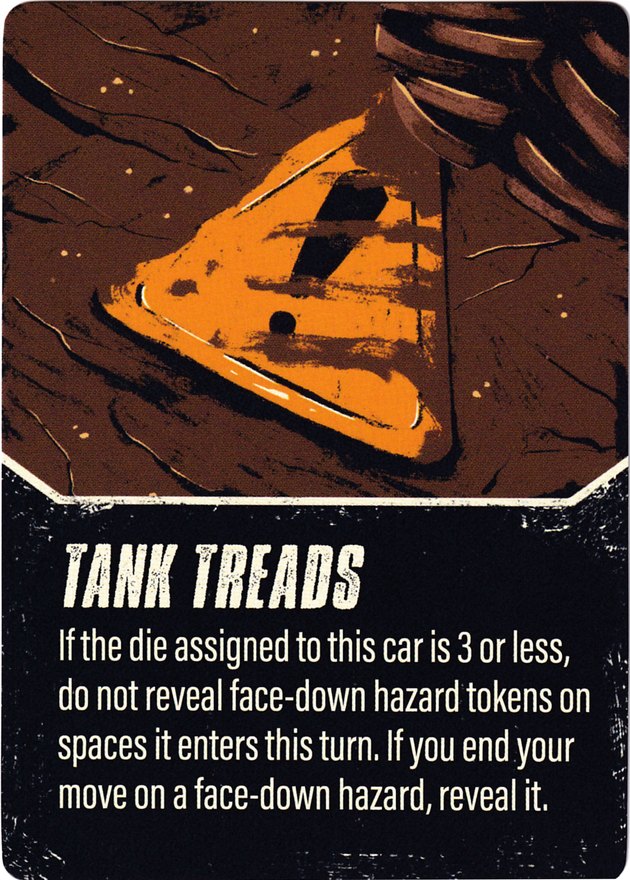 TANK TREADS
If the die assigned to this car is 3 or less,
do not reveal face-down hazard tokens on
spaces it enters this turn. If you end your
move on a face-down hazard, reveal it.